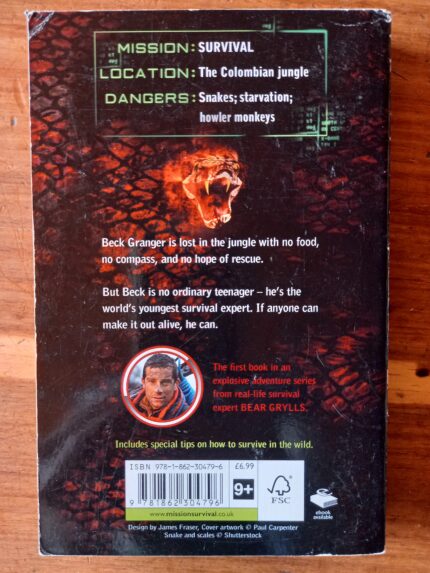 MISSION: SURVIVAL
LOCATION: The Colombian jungle
DANGERS: Snakes; starvation;
howler monkeys
Beck Granger is lost in the jungle with no food,
no compass, and no hope of rescue.
But Beck is no ordinary teenager – he's the
world's youngest survival expert. If anyone can
make it out alive, he can.
The first book in an
explosive adventure series
from real-life survival
expert BEAR GRYLLS.
Includes special tips on how to survive in the wild.
ISBN 978-1-862-30479-6
£6.99
9+
FSC
ebook
available
9 781862 304796
www.missionsurvival.co.uk
Design by James Fraser, Cover artwork © Paul Carpenter
Snake and scales © Shutterstock